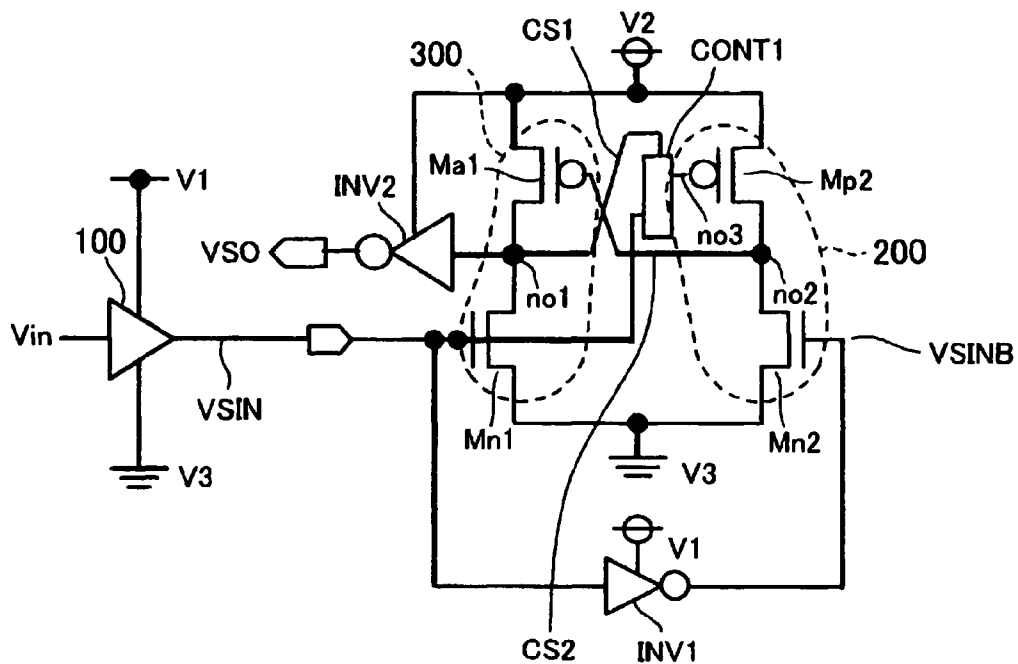 CS1
V2
CONT1
300
Ma1
Mp2
V1
INV2
100
VSO
no3
200
no1
no2
Vin
VSINB
VSIN
Mn1
Mn2
V3
V3
V1
CS2
INV1